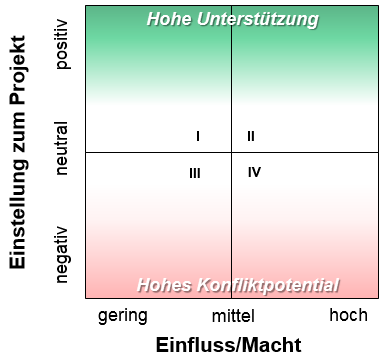 Hohe Unterstützung
Einstellung zum Projekt
positiv
neutral
negativ
I
II
III
IV
Hohes Konfliktpotential
gering
mittel
hoch
Einfluss/Macht